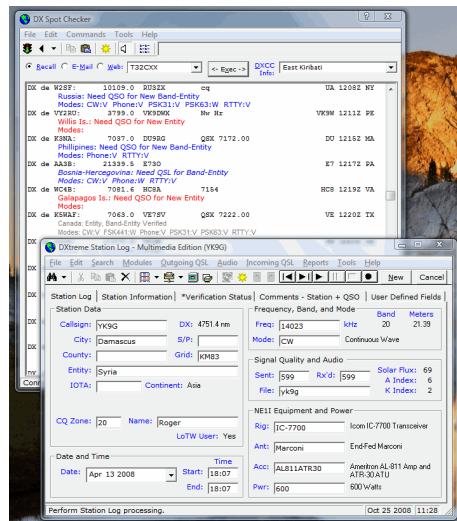 DX Spot Checker
File Edit Commands Tools Help
Recall E-Mail Web: T32CXX <- Exec -> DXCC Info: East Kiribati
DX de W2SF: 10109.0 RU3ZX cq UA 1208Z NY
Russia: Need QSO for New Band-Entity
Modes: CW:V Phone:V PSK31:V PSK63:W RTTY:V
DX de VY2RU: 3799.0 VK9DWX Nw Nr VK9W 1211Z PE
Willis Is.: Need QSO for New Entity
Modes:
DX de K8NA: 7037.0 DU9RG QSX 7172.00 DU 1215Z MA
Phillipines: Need QSO for New Band-Entity
Modes: Phone:V RTTY:V
DX de AA3B: 21339.5 E73O E7 1217Z PA
Bosnia-Hercegovina: Need QSL for Band-Entity
Modes: CW:V Phone:W RTTY:V
DX de WC4B: 7081.6 HC8A 7154 HC8 1219Z VA
Galapagos Is.: Need QSO for New Entity
Modes:
DX de K5HAF: 7063.0 VE7SV QSX 7222.00 VE 1220Z TX
Canada: Entity, Band-Entity Verified
Modes: CW:V FSK441:W Phone:V PSK31:V PSK63:V RTTY:V
DX
DX
DX
DX
DX
DX
Conn
DXtreme Station Log - Multimedia Edition (YK9G)
File Edit Search Modules Outgoing QSL Audio Incoming QSL Reports Tools Help
New Cancel
Station Log Station Information *Verification Status Comments - Station + QSO User Defined Fields
Station Data
Callsign: YK9G DX: 4751.4 nm
City: Damascus S/P:
County: Grid: KM83
Entity: Syria
IOTA: Continent: Asia
CQ Zone: 20 Name: Roger
LoTW User: Yes
Date and Time
Time
Date: Apr 13 2008 Start: 18:07
End: 18:07
Frequency, Band, and Mode
Band Meters
Freq: 14023 kHz 20 21.39
Mode: CW Continuous Wave
Signal Quality and Audio
Sent: 599 Rx'd: 599 Solar Flux: 69
A Index: 6
File: yk9g K Index: 2
NE1I Equipment and Power
Rig: IC-7700 Icom IC-7700 Transceiver
Ant: Marconi End-Fed Marconi
Acc: AL811ATR30 Ameritron AL-811 Amp and
ATR-30 ATU
Pwr: 600 600 Watts
Perform Station Log processing. Oct 25 2008 11:28